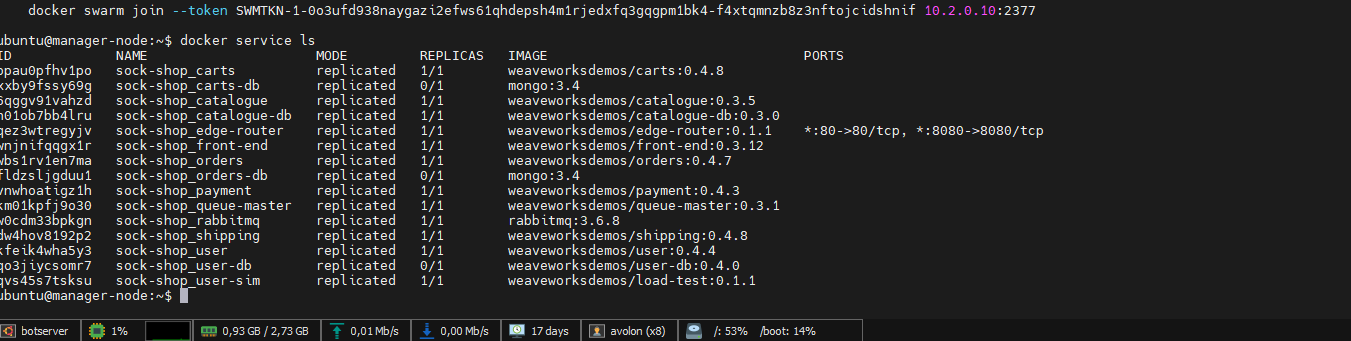 docker swarm join --token SWMTKN-1-0o3ufd938naygazi2efws61qhdepsh4m1rjedxfq3gqgpm1bk4-f4xtqmnzb8z3nftojcidshnif 10.2.0.10:2377
ubuntu@manager-node:~$ docker service ls
ID NAME MODE REPLICAS IMAGE PORTS
ppau0pfhv1po sock-shop_carts replicated 1/1 weaveworksdemos/carts:0.4.8
xxby9fssy69g sock-shop_carts-db replicated 0/1 mongo:3.4
6qggv91vahzd sock-shop_catalogue replicated 1/1 weaveworksdemos/catalogue:0.3.5
n01ob7bb4lru sock-shop_catalogue-db replicated 1/1 weaveworksdemos/catalogue-db:0.3.0
qez3wtregyjv sock-shop_edge-router replicated 1/1 weaveworksdemos/edge-router:0.1.1 *:80->80/tcp, *:8080->8080/tcp
wnjnifqqgx1r sock-shop_front-end replicated 1/1 weaveworksdemos/front-end:0.3.12
wbs1rv1en7ma sock-shop_orders replicated 1/1 weaveworksdemos/orders:0.4.7
fldzsljgduu1 sock-shop_orders-db replicated 0/1 mongo:3.4
vnwhoatigz1h sock-shop_payment replicated 1/1 weaveworksdemos/payment:0.4.3
km01kpfj9o30 sock-shop_queue-master replicated 1/1 weaveworksdemos/queue-master:0.3.1
w0cdm33bpkgn sock-shop_rabbitmq replicated 1/1 rabbitmq:3.6.8
dw4hov8192p2 sock-shop_shipping replicated 1/1 weaveworksdemos/shipping:0.4.8
kfeik4wha5y3 sock-shop_user replicated 1/1 weaveworksdemos/user:0.4.4
qo3jiycsomr7 sock-shop_user-db replicated 0/1 weaveworksdemos/user-db:0.4.0
qvs45s7tsksu sock-shop_user-sim replicated 1/1 weaveworksdemos/load-test:0.1.1
ubuntu@manager-node:~$
botserver 1% 0,93 GB / 2,73 GB 0,01 Mb/s 0,00 Mb/s 17 days avolon (x8) /: 53% /boot: 14%